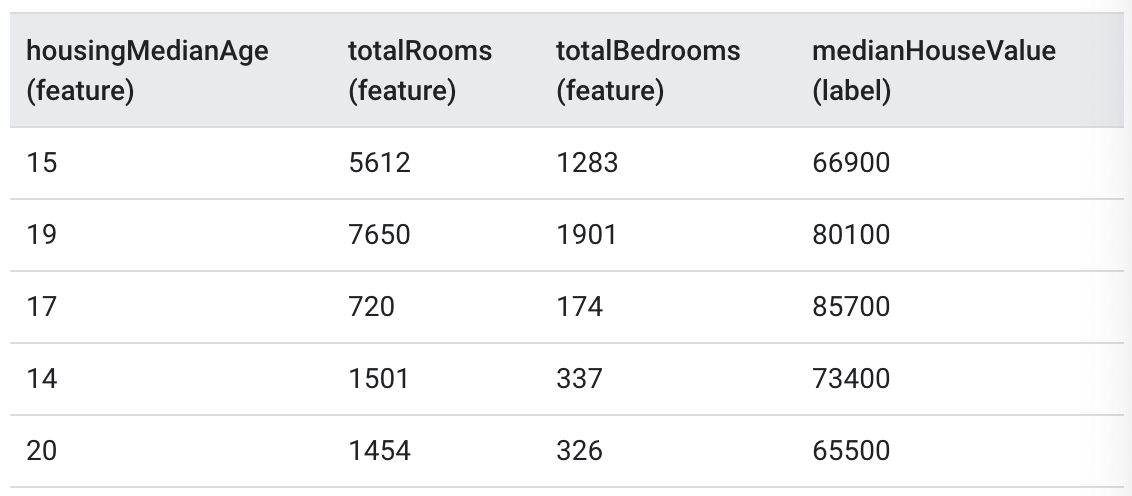 housingMedianAge (feature) totalRooms (feature) totalBedrooms (feature) medianHouseValue (label)
15 5612 1283 66900
19 7650 1901 80100
17 720 174 85700
14 1501 337 73400
20 1454 326 65500